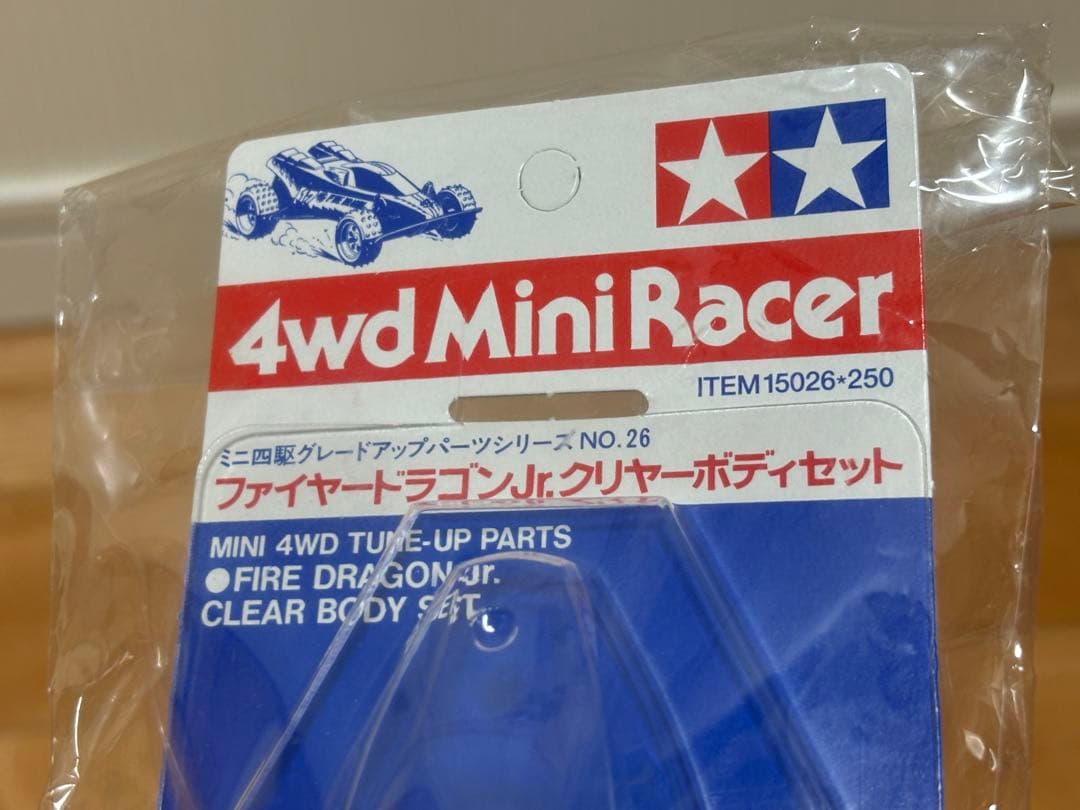 4wd Mini Racer
ITEM 15026*250
ミニ四駆グレードアップパーツシリーズ NO.26
ファイヤードラゴンJr.クリヤーボディセット
MINI 4WD TUNE-UP PARTS
●FIRE DRAGON Jr.
CLEAR BODY SET